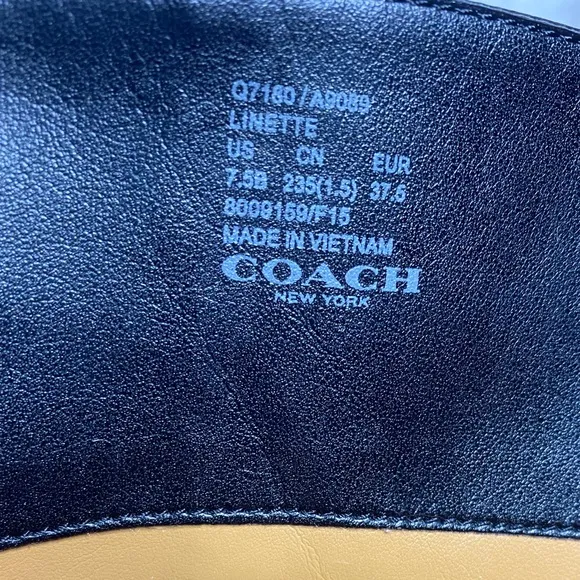 Q7160/A9089
LINETTE
US CN EUR
7.5B 235(1.5) 37.5
8009159/F15
MADE IN VIETNAM
COACH
NEW YORK